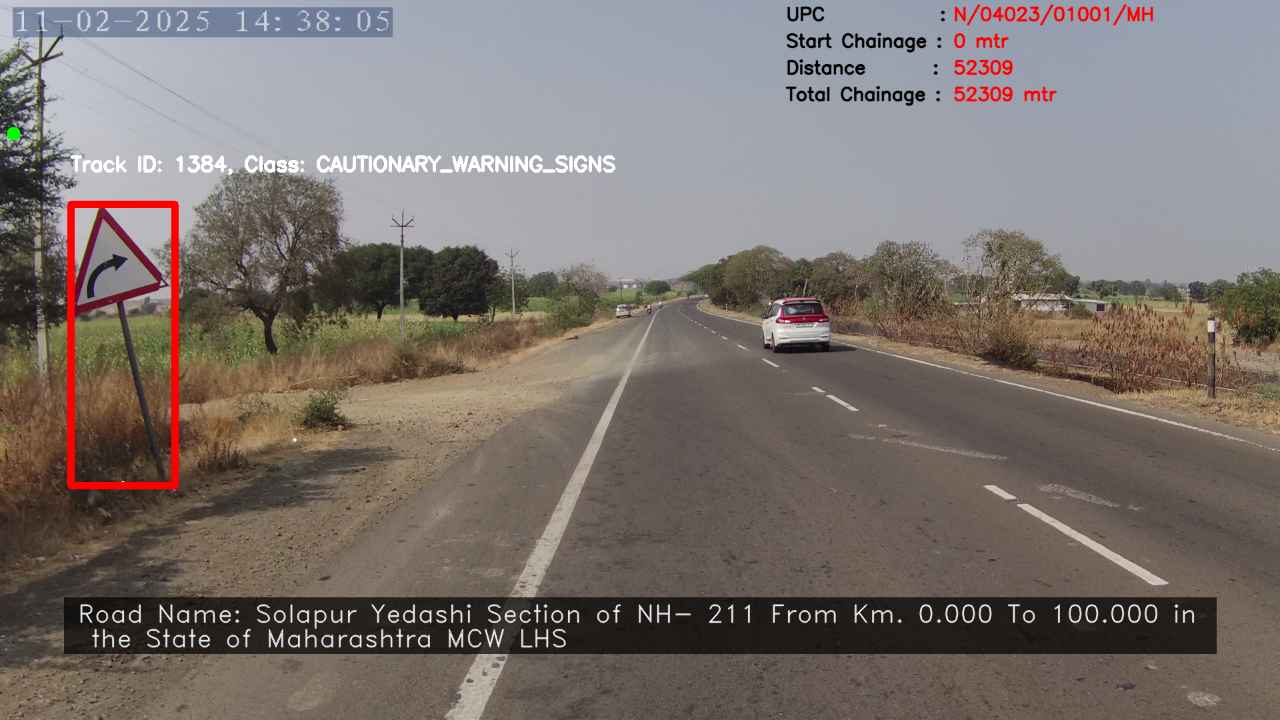 11-02-2025 14:38:05
UPC : N/04023/01001/MH
Start Chainage : 0 mtr
Distance : 52309
Total Chainage : 52309 mtr
Track ID: 1384, Class: CAUTIONARY_WARNING_SIGNS
Road Name: Solapur Yedashi Section of NH- 211 From Km. 0.000 To 100.000 in
the State of Maharashtra MCW LHS